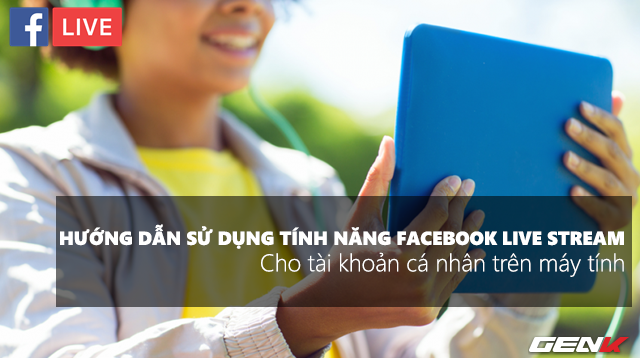 f LIVE
HƯỚNG DẪN SỬ DỤNG TÍNH NĂNG FACEBOOK LIVE STREAM
Cho tài khoản cá nhân trên máy tính
GENK